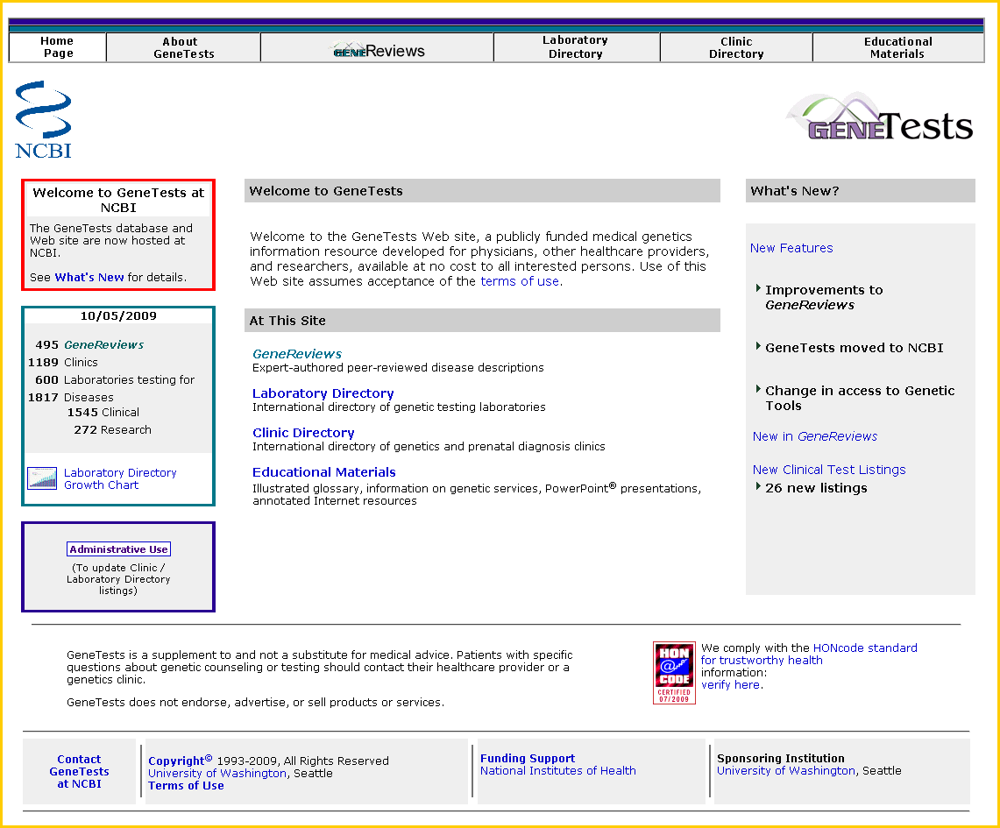 Home Page
About GeneTests
GENEReviews
Laboratory Directory
Clinic Directory
Educational Materials
NCBI
GENETests
Welcome to GeneTests at
NCBI
The GeneTests database and
Web site are now hosted at
NCBI.
See What's New for details.
10/05/2009
495 GeneReviews
1189 Clinics
600 Laboratories testing for
1817 Diseases
1545 Clinical
272 Research
Laboratory Directory
Growth Chart
Administrative Use
(To update Clinic /
Laboratory Directory
listings)
Welcome to GeneTests
Welcome to the GeneTests Web site, a publicly funded medical genetics
information resource developed for physicians, other healthcare providers,
and researchers, available at no cost to all interested persons. Use of this
Web site assumes acceptance of the terms of use.
At This Site
GeneReviews
Expert-authored peer-reviewed disease descriptions
Laboratory Directory
International directory of genetic testing laboratories
Clinic Directory
International directory of genetics and prenatal diagnosis clinics
Educational Materials
Illustrated glossary, information on genetic services, PowerPoint® presentations,
annotated Internet resources
What's New?
New Features
Improvements to
GeneReviews
GeneTests moved to NCBI
Change in access to Genetic
Tools
New in GeneReviews
New Clinical Test Listings
26 new listings
GeneTests is a supplement to and not a substitute for medical advice. Patients with specific
questions about genetic counseling or testing should contact their healthcare provider or a
genetics clinic.
GeneTests does not endorse, advertise, or sell products or services.
HON
@
CODE
CERTIFIED
07/2009
We comply with the HONcode standard
for trustworthy health
information:
verify here.
Contact
GeneTests
at NCBI
Copyright© 1993-2009, All Rights Reserved
University of Washington, Seattle
Terms of Use
Funding Support
National Institutes of Health
Sponsoring Institution
University of Washington, Seattle